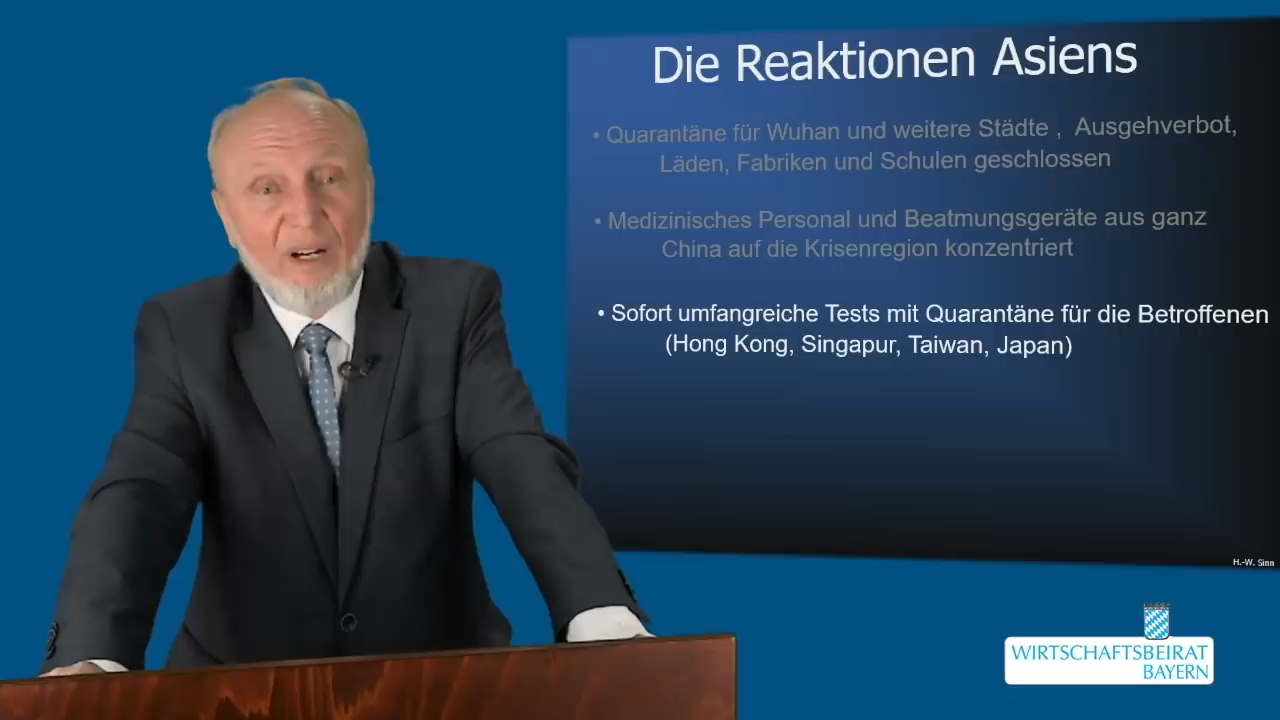 Die Reaktionen Asiens
• Quarantäne für Wuhan und weitere Städte , Ausgehverbot,
Läden, Fabriken und Schulen geschlossen
• Medizinisches Personal und Beatmungsgeräte aus ganz
China auf die Krisenregion konzentriert
• Sofort umfangreiche Tests mit Quarantäne für die Betroffenen
(Hong Kong, Singapur, Taiwan, Japan)
H.-W. Sinn
WIRTSCHAFTSBEIRAT
BAYERN